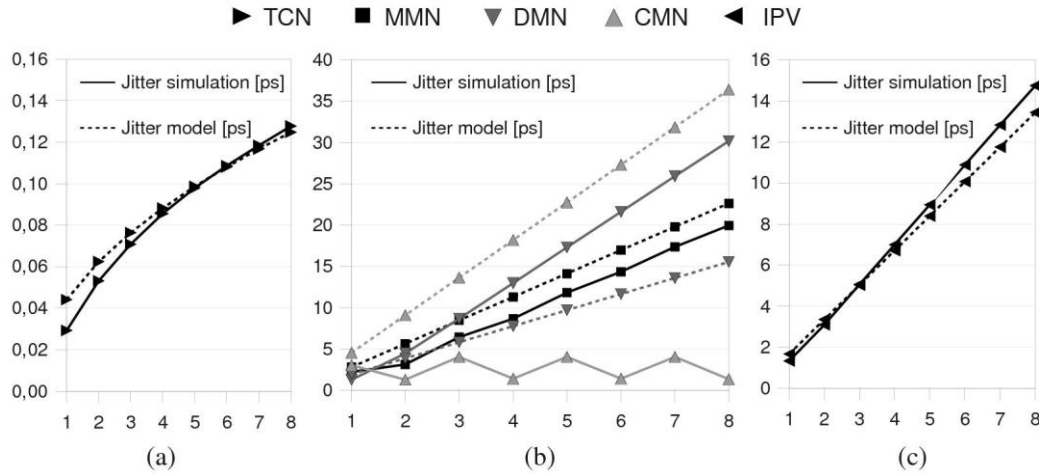 TCN MMN DMN CMN IPV
0,16
0,14
0,12
0,10
0,08
0,06
0,04
0,02
0,00
Jitter simulation [ps]
Jitter model [ps]
1 2 3 4 5 6 7 8
(a)
40
35
30
25
20
15
10
5
0
Jitter simulation [ps]
Jitter model [ps]
1 2 3 4 5 6 7 8
(b)
16
14
12
10
8
6
4
2
0
Jitter simulation [ps]
Jitter model [ps]
1 2 3 4 5 6 7 8
(c)